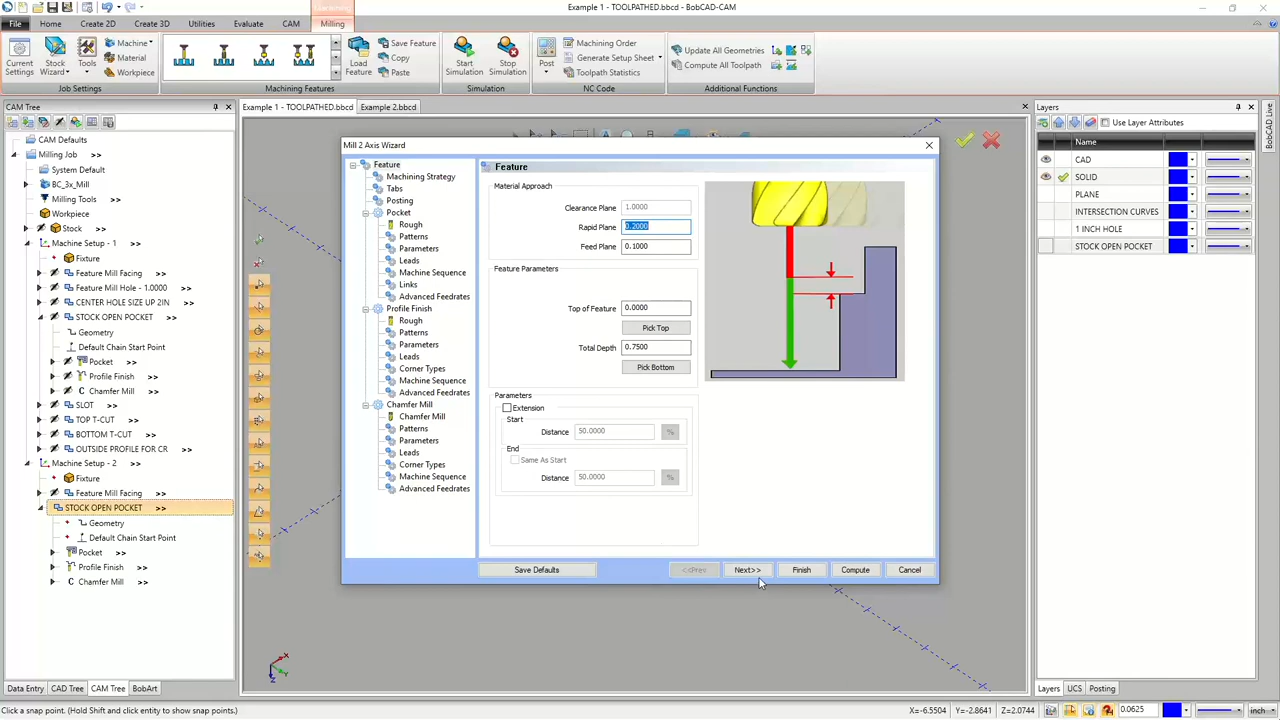 Example 1 - TOOLPATHED.bbcd - BobCAD-CAM
File
Home
Create 2D
Create 3D
Utilities
Evaluate
CAM
Milling
Current Settings
Stock Wizard
Tools
Machine
Material
Workpiece
Job Settings
Load Feature
Save Feature
Copy
Paste
Machining Features
Start Simulation
Stop Simulation
Simulation
Post
Machining Order
Generate Setup Sheet
Toolpath Statistics
NC Code
Update All Geometries
Compute All Toolpath
Additional Functions
CAM Tree
Example 1 - TOOLPATHED.bbcd
Example 2.bbcd
CAM Defaults
Milling Job >>
System Default
BC_3x_Mill >>
Milling Tools >>
Workpiece
Stock >>
Machine Setup - 1 >>
Fixture
Feature Mill Facing >>
Feature Mill Hole - 1.0000 >>
CENTER HOLE SIZE UP 2IN >>
STOCK OPEN POCKET >>
Geometry
Default Chain Start Point
Pocket >>
Profile Finish >>
Chamfer Mill >>
SLOT >>
TOP T-CUT >>
BOTTOM T-CUT >>
OUTSIDE PROFILE FOR CR >>
Machine Setup - 2 >>
Fixture
Feature Mill Facing >>
STOCK OPEN POCKET >>
Geometry
Default Chain Start Point
Pocket >>
Profile Finish >>
Chamfer Mill >>
Data Entry
CAD Tree
CAM Tree
BobArt
Mill 2 Axis Wizard
Feature
Machining Strategy
Tabs
Posting
Pocket
Rough
Patterns
Parameters
Leads
Machine Sequence
Links
Advanced Feedrates
Profile Finish
Rough
Patterns
Parameters
Leads
Corner Types
Machine Sequence
Advanced Feedrates
Chamfer Mill
Chamfer Mill
Patterns
Parameters
Leads
Corner Types
Machine Sequence
Advanced Feedrates
Feature
Material Approach
Clearance Plane 1.0000
Rapid Plane 0.2000
Feed Plane 0.1000
Feature Parameters
Top of Feature 0.0000
Pick Top
Total Depth 0.7500
Pick Bottom
Parameters
Extension
Start
Distance 50.0000 %
End
Same As Start
Distance 50.0000 %
Save Defaults
<<Prev
Next>>
Finish
Compute
Cancel
Layers
Use Layer Attributes
Name
CAD
SOLID
PLANE
INTERSECTION CURVES
1 INCH HOLE
STOCK OPEN POCKET
BobCAD Live
Layers
UCS
Posting
Click a snap point. (Hold Shift and click entity to show snap points.)
X=-6.5504
Y=-2.8641
Z=2.0744
0.0625
inch